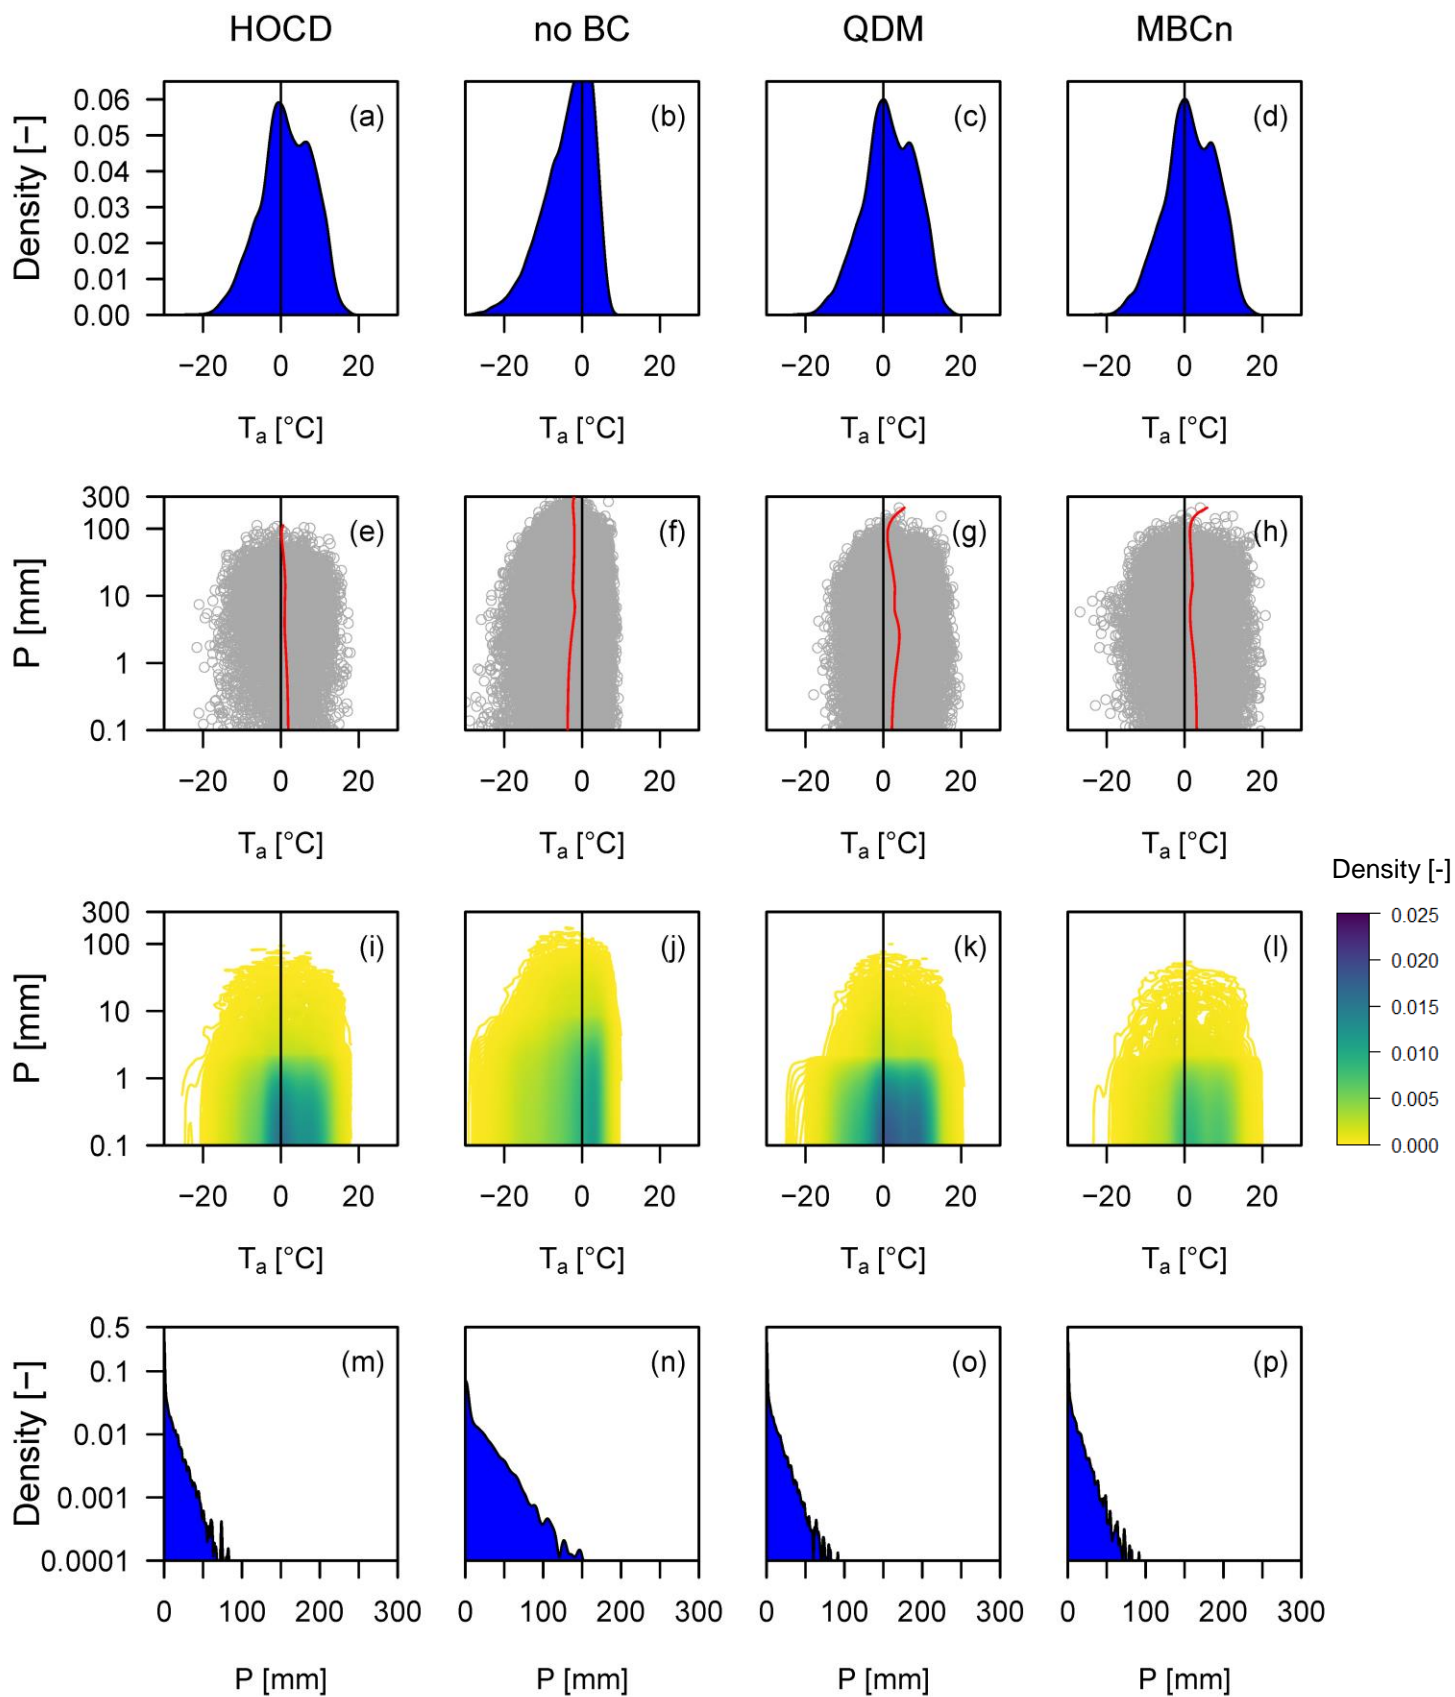 HOCD no BC QDM MBCn
Density [−]
0.06
0.05
0.04
0.03
0.02
0.01
0.00
(a) (b) (c) (d)
−20 0 20 −20 0 20 −20 0 20 −20 0 20
Ta [°C] Ta [°C] Ta [°C] Ta [°C]
P [mm]
300
100
10
1
0.1
(e) (f) (g) (h)
−20 0 20 −20 0 20 −20 0 20 −20 0 20
Ta [°C] Ta [°C] Ta [°C] Ta [°C]
Density [-]
0.025
0.020
0.015
0.010
0.005
0.000
P [mm]
300
100
10
1
0.1
(i) (j) (k) (l)
−20 0 20 −20 0 20 −20 0 20 −20 0 20
Ta [°C] Ta [°C] Ta [°C] Ta [°C]
Density [−]
0.5
0.1
0.01
0.001
0.0001
(m) (n) (o) (p)
0 100 200 300 0 100 200 300 0 100 200 300 0 100 200 300
P [mm] P [mm] P [mm] P [mm]